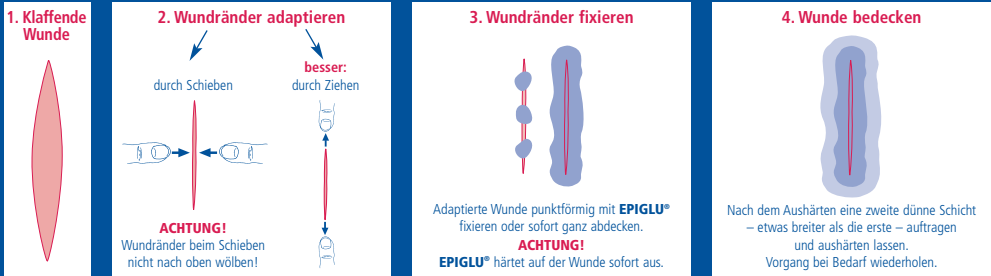 1. Klaffende
Wunde
2. Wundränder adaptieren
durch Schieben
besser:
durch Ziehen
ACHTUNG!
Wundränder beim Schieben
nicht nach oben wölben!
3. Wundränder fixieren
Adaptierte Wunde punktförmig mit EPIGLU®
fixieren oder sofort ganz abdecken.
ACHTUNG!
EPIGLU® härtet auf der Wunde sofort aus.
4. Wunde bedecken
Nach dem Aushärten eine zweite dünne Schicht
– etwas breiter als die erste – auftragen
und aushärten lassen.
Vorgang bei Bedarf wiederholen.